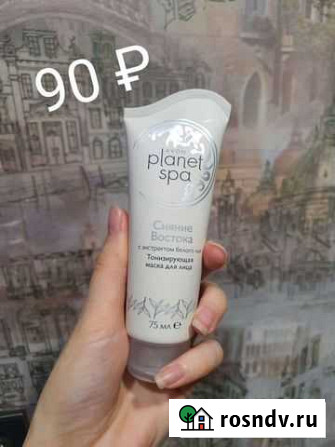 90 ₽
planet
spa
Сияние
Востока
с экстрактом белого чая
Тонизирующая
маска для лица
75 мл. e
rosndv.ru